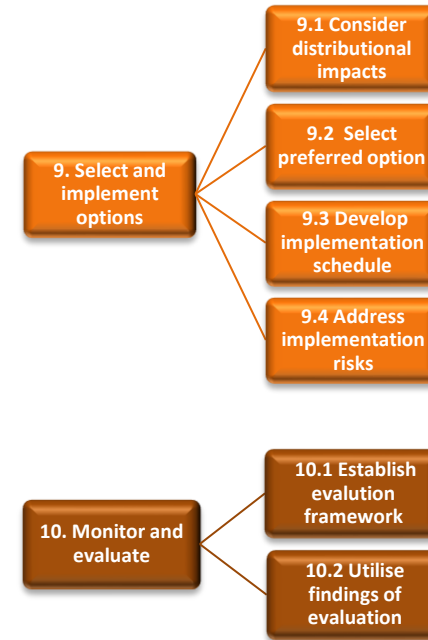 9. Select and
implement
options
9.1 Consider
distributional
impacts
9.2 Select
preferred option
9.3 Develop
implementation
schedule
9.4 Address
implementation
risks
10. Monitor and
evaluate
10.1 Establish
evalution
framework
10.2 Utilise
findings of
evaluation